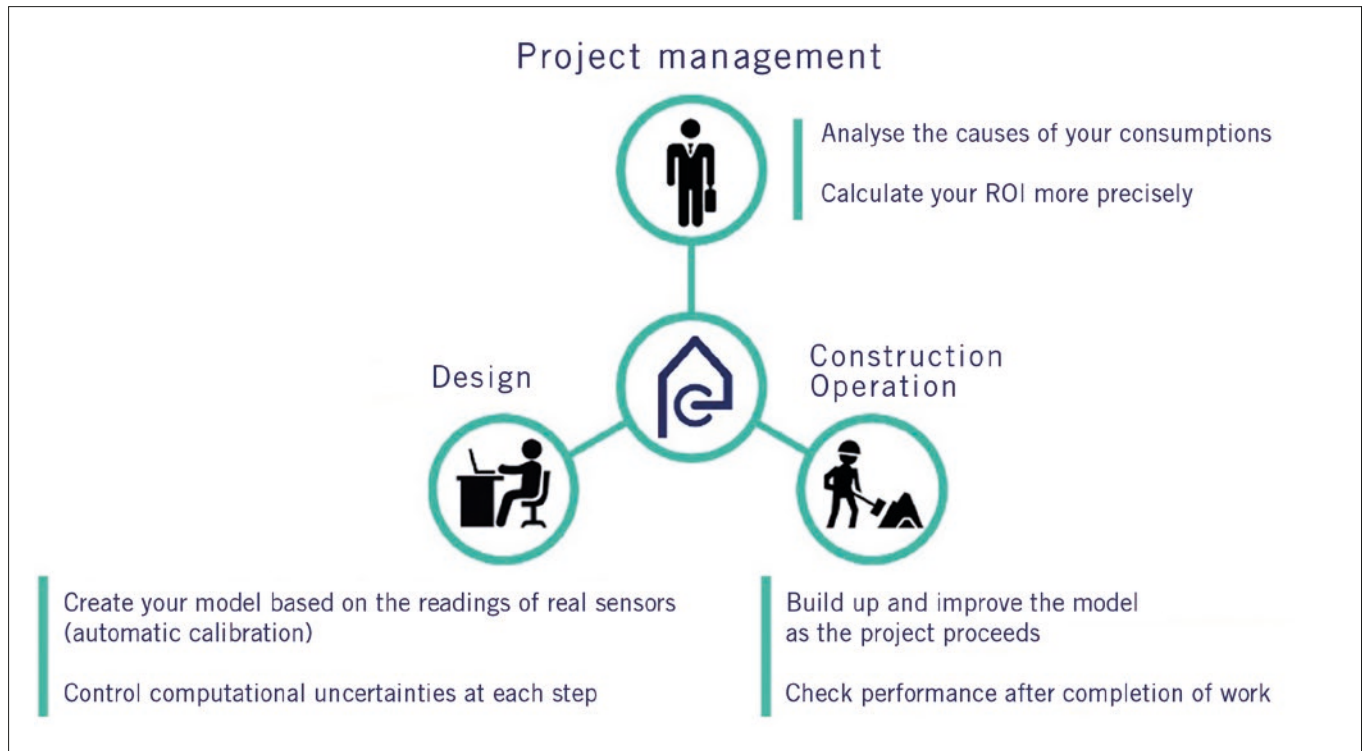 Project management
Analyse the causes of your consumptions
Calculate your ROI more precisely
Design
Construction
Operation
Create your model based on the readings of real sensors
(automatic calibration)
Control computational uncertainties at each step
Build up and improve the model
as the project proceeds
Check performance after completion of work